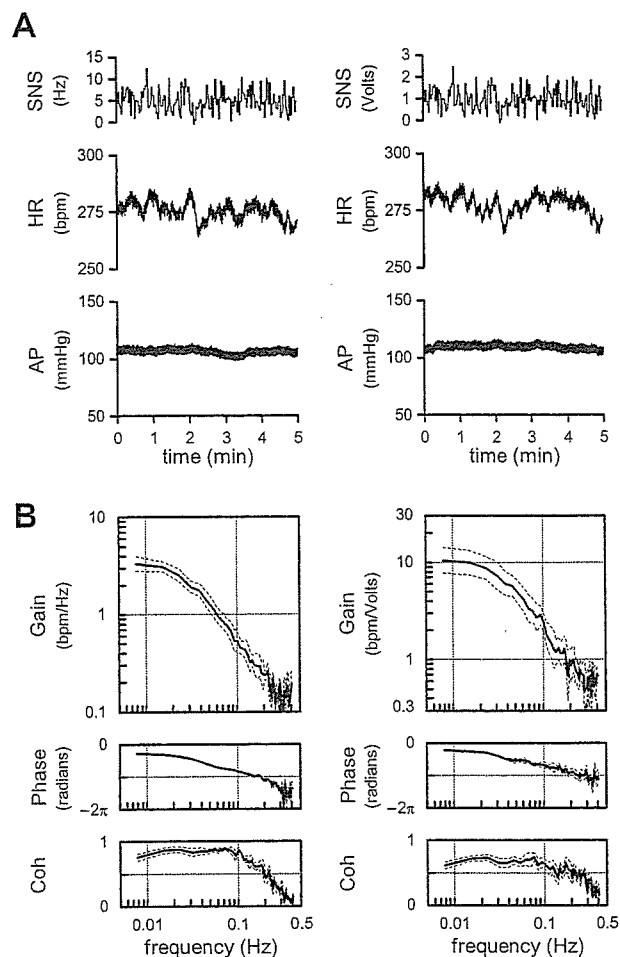 A
SNS
(Hz)
15
10
5
0
SNS
(Volts)
3
2
1
0
HR
(bpm)
300
275
250
HR
(bpm)
300
275
250
AP
(mmHg)
150
100
50
AP
(mmHg)
150
100
50
0 1 2 3 4 5
time (min)
0 1 2 3 4 5
time (min)
B
Gain
(bpm/Hz)
10
1
0.1
Gain
(bpm/Volts)
30
10
1
0.3
Phase
(radians)
0
−2π
Phase
(radians)
0
−2π
Coh
1
0
Coh
1
0
0.01 0.1 0.5
frequency (Hz)
0.01 0.1 0.5
frequency (Hz)